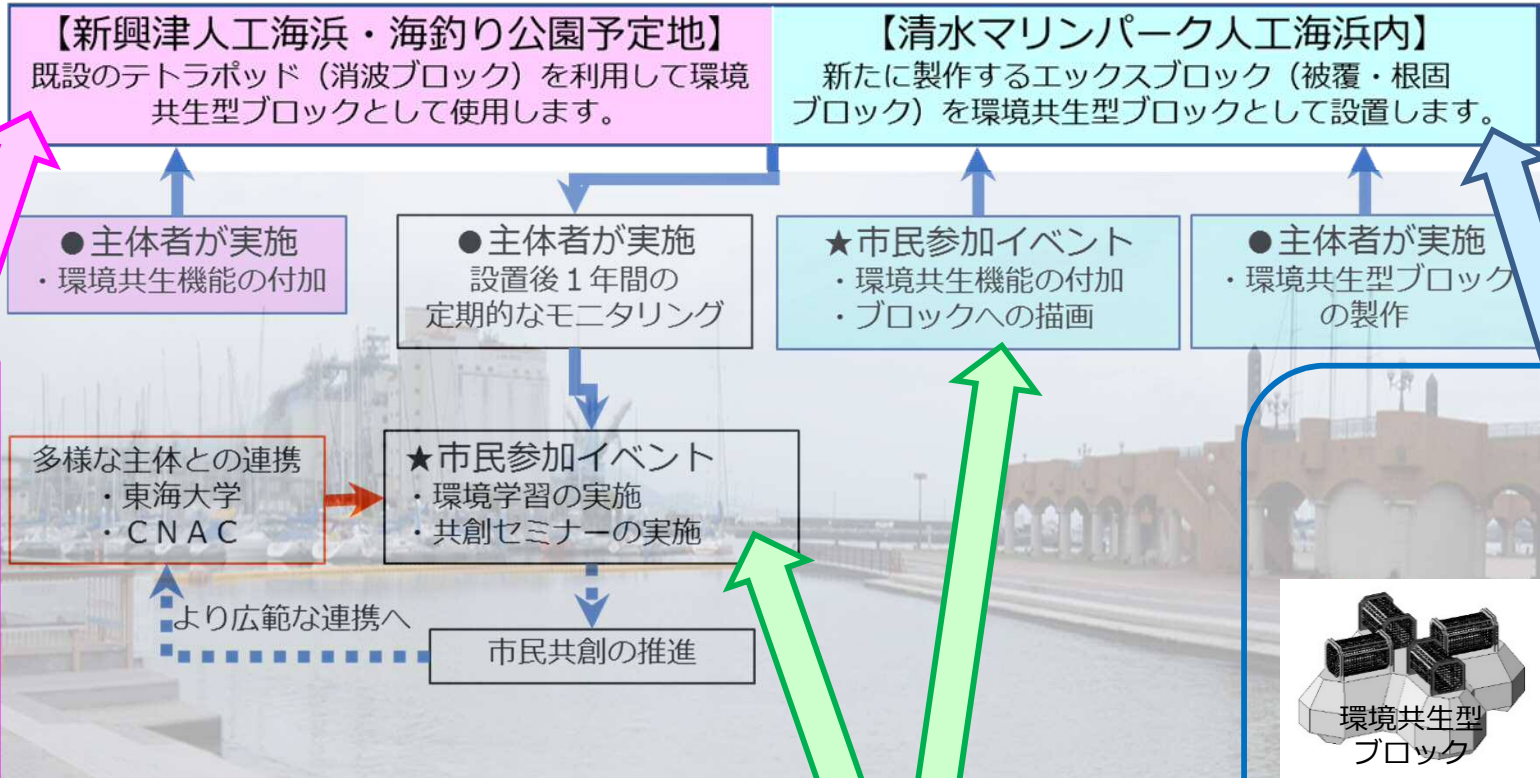 【新興津人工海浜・海釣り公園予定地】
既設のテトラポッド（消波ブロック）を利用して環境
共生型ブロックとして使用します。
【清水マリンパーク人工海浜内】
新たに製作するエックスブロック（被覆・根固
ブロック）を環境共生型ブロックとして設置します。
●主体者が実施
・環境共生機能の付加
●主体者が実施
設置後１年間の
定期的なモニタリング
★市民参加イベント
・環境共生機能の付加
・ブロックへの描画
●主体者が実施
・環境共生型ブロック
の製作
多様な主体との連携
・東海大学
・ＣＮＡＣ
★市民参加イベント
・環境学習の実施
・共創セミナーの実施
より広範な連携へ
市民共創の推進
環境共生型
ブロック